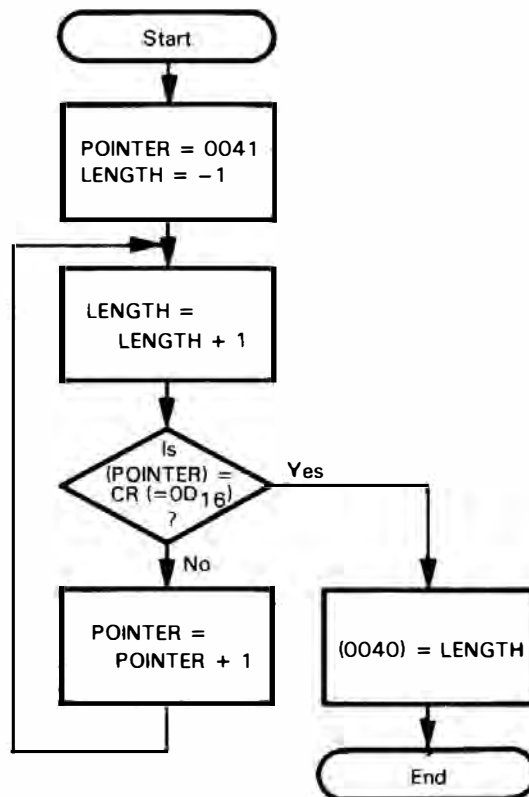 Start
POINTER = 0041
LENGTH = -1
LENGTH =
LENGTH + 1
Is
(POINTER) =
CR (=0D16)
?
Yes
No
POINTER =
POINTER + 1
(0040) = LENGTH
End